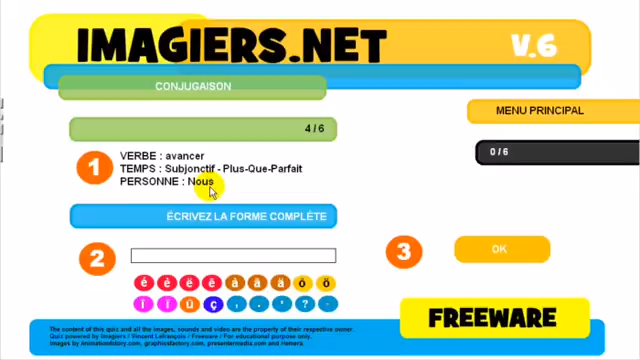 IMAGIERS.NET
V.6
CONJUGAISON
MENU PRINCIPAL
4 / 6
0 / 6
1
VERBE : avancer
TEMPS : Subjonctif - Plus-Que-Parfait
PERSONNE : Nous
ÉCRIVEZ LA FORME COMPLÈTE
2
3
OK
FREEWARE
The content of this quiz and all the images, sounds and video are the property of their respective owner.
Quiz powered by Imagiers / Vincent Lefrançois / Freeware / For educational purpose only.
Images by animationfactory.com, graphicsfactory.com, presentermedia.com and Hemera.